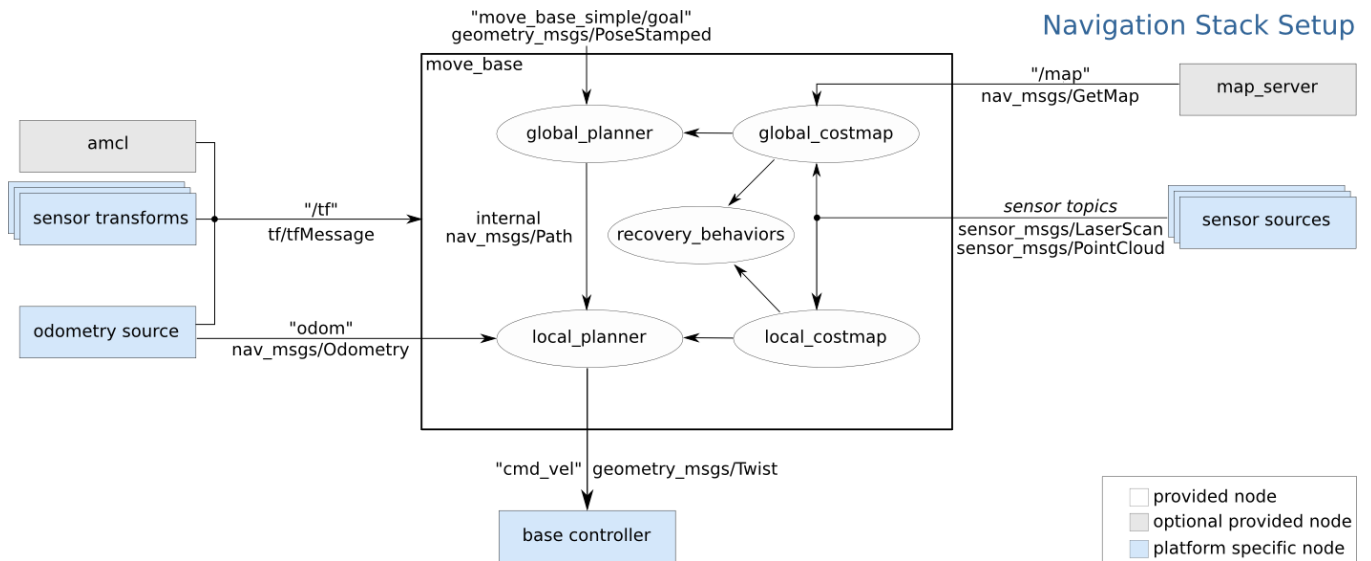 Navigation Stack Setup
"move_base_simple/goal"
geometry_msgs/PoseStamped
move_base
"/map"
nav_msgs/GetMap
map_server
global_planner
global_costmap
amcl
sensor transforms
"/tf"
tf/tfMessage
internal
nav_msgs/Path
recovery_behaviors
sensor topics
sensor_msgs/LaserScan
sensor_msgs/PointCloud
sensor sources
odometry source
"odom"
nav_msgs/Odometry
local_planner
local_costmap
"cmd_vel" geometry_msgs/Twist
base controller
provided node
optional provided node
platform specific node